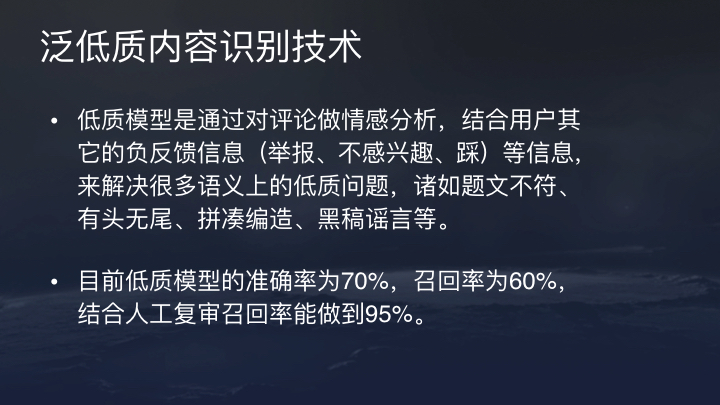 泛低质内容识别技术
• 低质模型是通过对评论做情感分析，结合用户其
它的负反馈信息（举报、不感兴趣、踩）等信息，
来解决很多语义上的低质问题，诸如题文不符、
有头无尾、拼凑编造、黑稿谣言等。
• 目前低质模型的准确率为70%，召回率为60%，
结合人工复审召回率能做到95%。